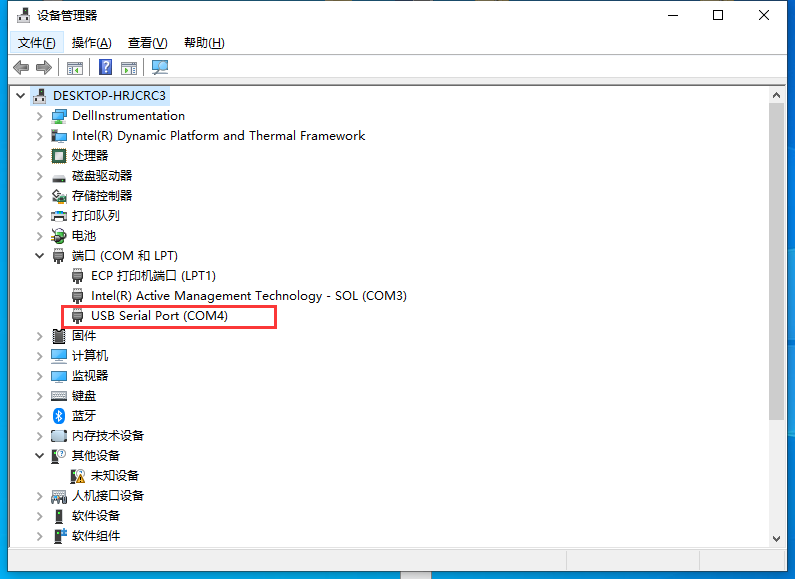 设备管理器
文件(F) 操作(A) 查看(V) 帮助(H)
DESKTOP-HRJCRC3
DellInstrumentation
Intel(R) Dynamic Platform and Thermal Framework
处理器
磁盘驱动器
存储控制器
打印队列
电池
端口 (COM 和 LPT)
ECP 打印机端口 (LPT1)
Intel(R) Active Management Technology - SOL (COM3)
USB Serial Port (COM4)
固件
计算机
监视器
键盘
蓝牙
内存技术设备
其他设备
未知设备
人机接口设备
软件设备
软件组件